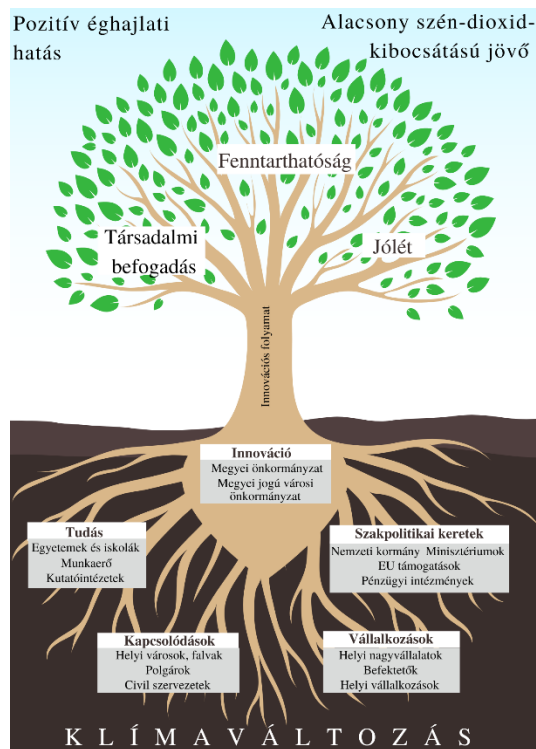 Pozitív éghajlati
hatás
Alacsony szén-dioxid-
kibocsátású jövő
Fenntarthatóság
Társadalmi
befogadás
Jólét
Innovációs folyamat
Innováció
Megyei önkormányzat
Megyei jogú városi
önkormányzat
Tudás
Egyetemek és iskolák
Munkaerő
Kutatóintézetek
Szakpolitikai keretek
Nemzeti kormány Minisztériumok
EU támogatások
Pénzügyi intézmények
Kapcsolódások
Helyi városok, falvak
Polgárok
Civil szervezetek
Vállalkozások
Helyi nagyvállalatok
Befektetők
Helyi vállalkozások
KLÍMAVÁLTOZÁS